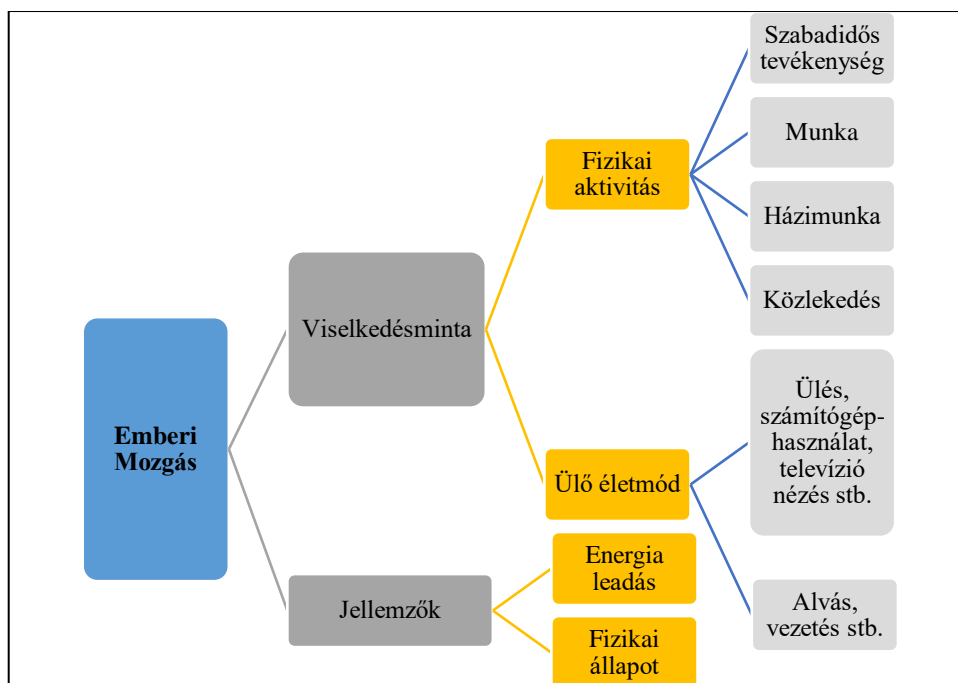 Szabadidős
tevékenység
Munka
Fizikai
aktivitás
Házimunka
Közlekedés
Viselkedésminta
Emberi
Mozgás
Ülés,
számítógép-
használat,
televízió
nézés stb.
Ülő életmód
Energia
leadás
Jellemzők
Alvás,
vezetés stb.
Fizikai
állapot